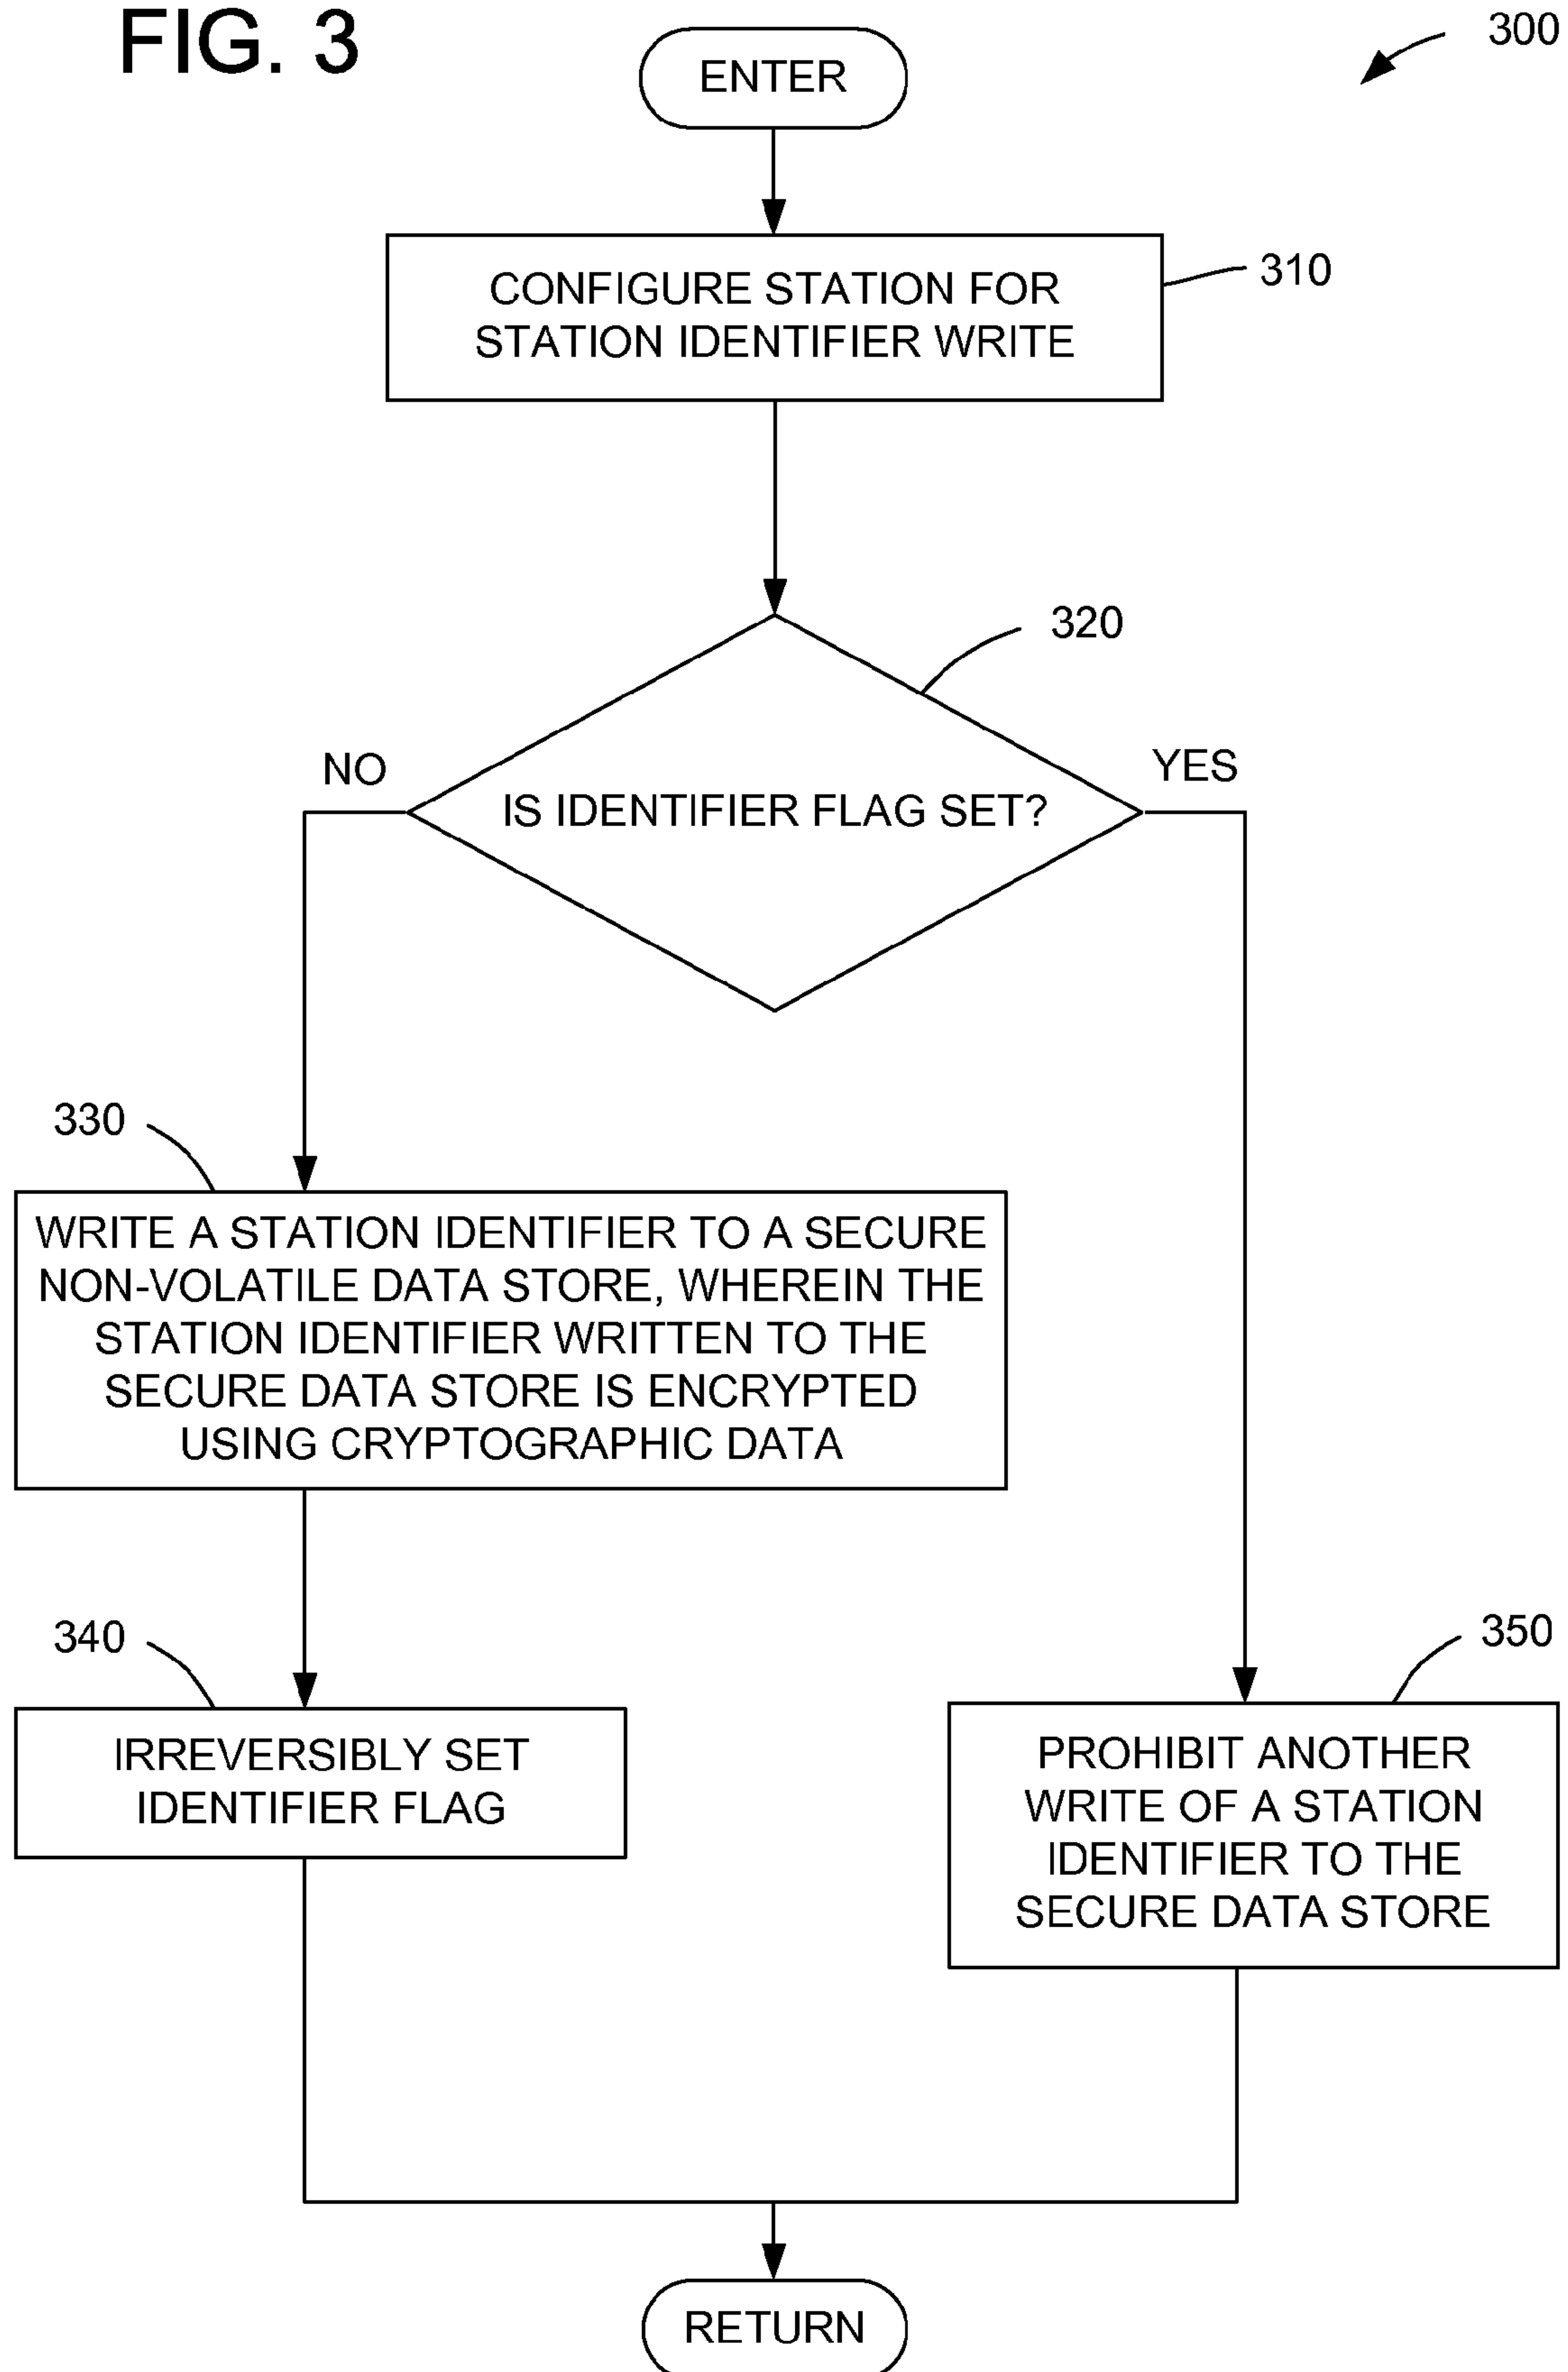 FIG. 3
300
ENTER
310
CONFIGURE STATION FOR
STATION IDENTIFIER WRITE
320
NO
YES
IS IDENTIFIER FLAG SET?
330
WRITE A STATION IDENTIFIER TO A SECURE
NON-VOLATILE DATA STORE, WHEREIN THE
STATION IDENTIFIER WRITTEN TO THE
SECURE DATA STORE IS ENCRYPTED
USING CRYPTOGRAPHIC DATA
340
IRREVERSIBLY SET
IDENTIFIER FLAG
350
PROHIBIT ANOTHER
WRITE OF A STATION
IDENTIFIER TO THE
SECURE DATA STORE
RETURN